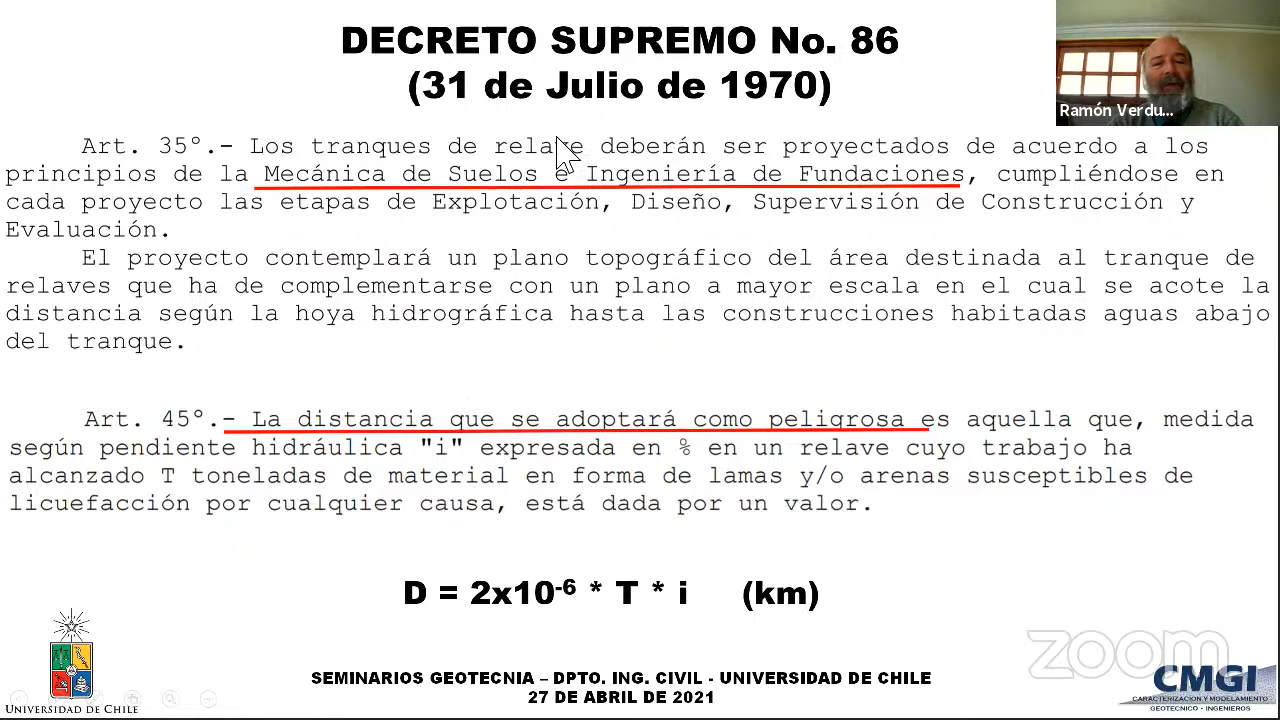 DECRETO SUPREMO No. 86
(31 de Julio de 1970)
Ramón Verdu...
Art. 35º.- Los tranques de relave deberán ser proyectados de acuerdo a los
principios de la Mecánica de Suelos e Ingeniería de Fundaciones, cumpliéndose en
cada proyecto las etapas de Explotación, Diseño, Supervisión de Construcción y
Evaluación.
El proyecto contemplará un plano topográfico del área destinada al tranque de
relaves que ha de complementarse con un plano a mayor escala en el cual se acote la
distancia según la hoya hidrográfica hasta las construcciones habitadas aguas abajo
del tranque.
Art. 45º.- La distancia que se adoptará como peligrosa es aquella que, medida
según pendiente hidráulica "i" expresada en % en un relave cuyo trabajo ha
alcanzado T toneladas de material en forma de lamas y/o arenas susceptibles de
licuefacción por cualquier causa, está dada por un valor.
D = 2x10⁻⁶ * T * i (km)
zoom
UNIVERSIDAD DE CHILE
SEMINARIOS GEOTECNIA – DPTO. ING. CIVIL - UNIVERSIDAD DE CHILE
27 DE ABRIL DE 2021
CMGI
CARACTERIZACIÓN Y MODELAMIENTO
GEOTECNICO - INGENIEROS